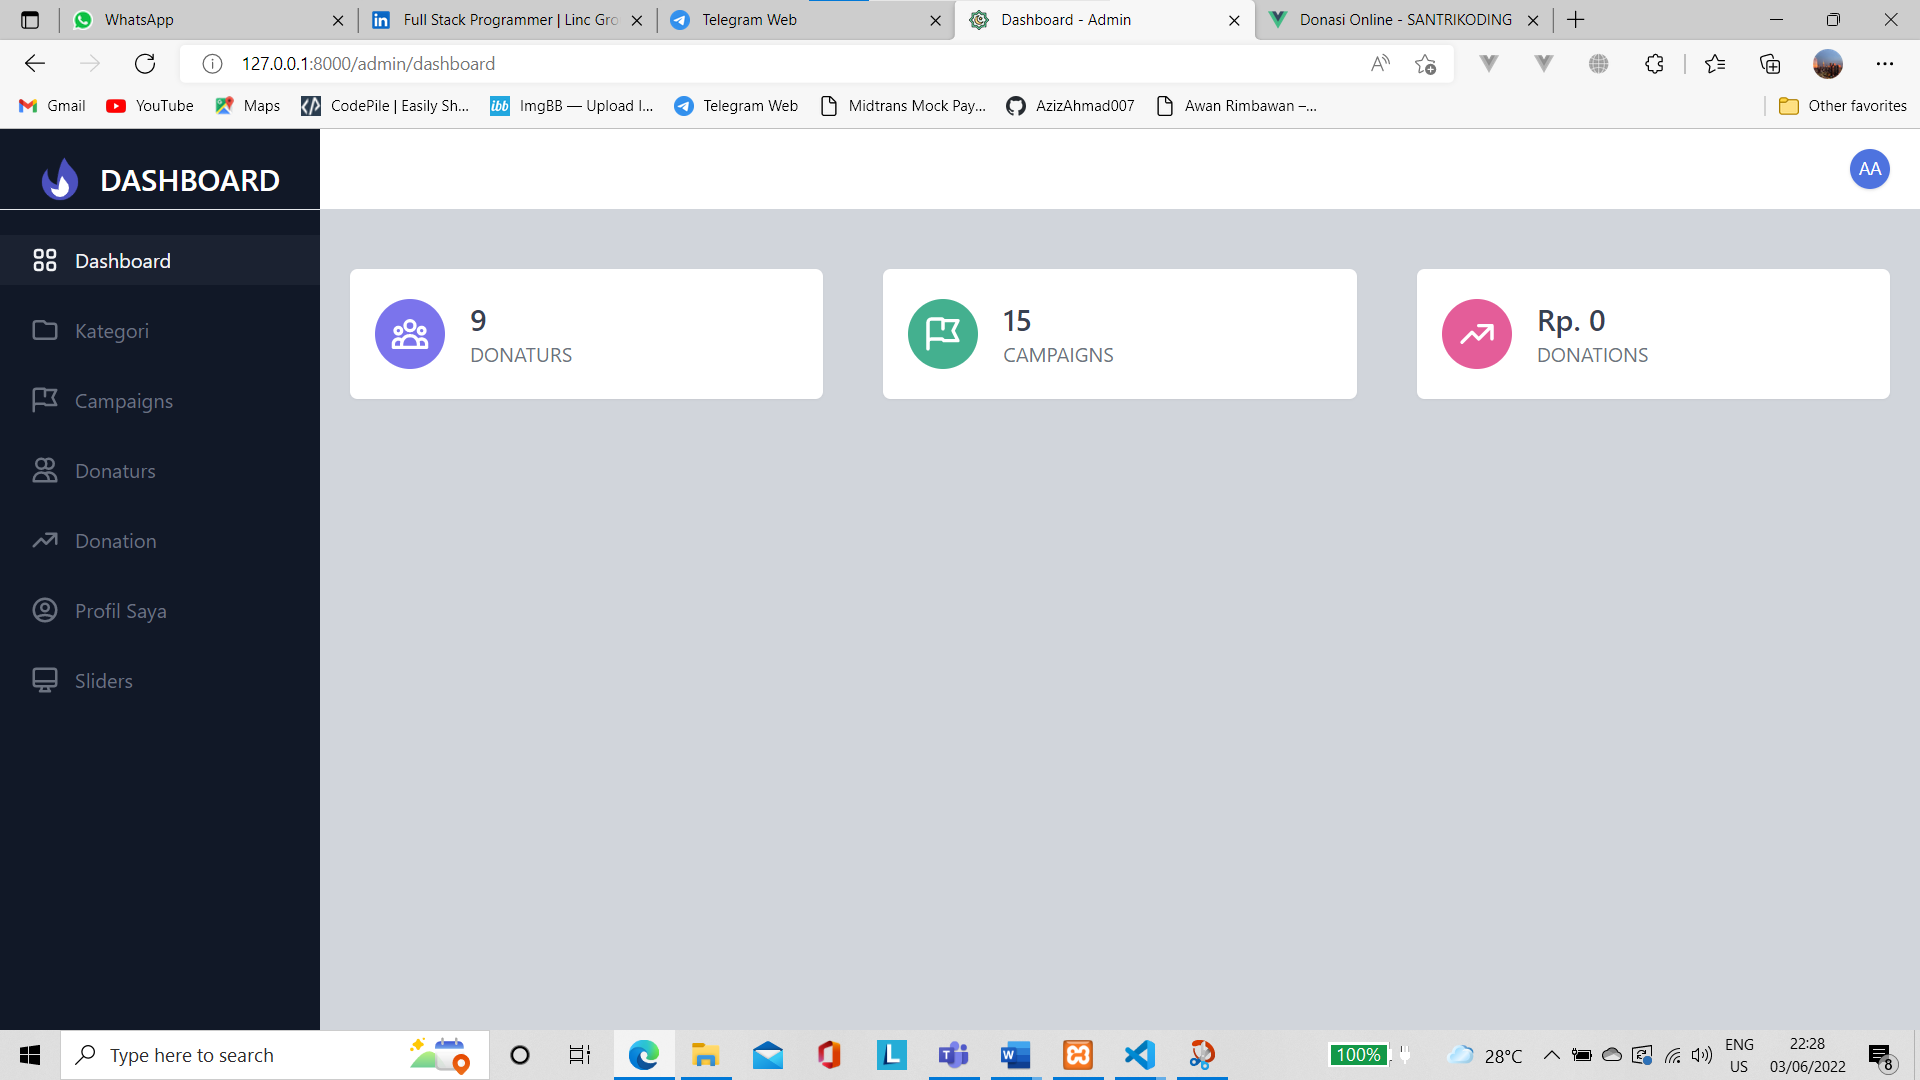 WhatsApp
Full Stack Programmer | Linc Gro
Telegram Web
Dashboard - Admin
Donasi Online - SANTRIKODING
127.0.0.1:8000/admin/dashboard
Gmail
YouTube
Maps
CodePile | Easily Sh...
ibb
ImgBB — Upload I...
Telegram Web
Midtrans Mock Pay...
AzizAhmad007
Awan Rimbawan –...
Other favorites
DASHBOARD
AA
Dashboard
Kategori
Campaigns
Donaturs
Donation
Profil Saya
Sliders
9
DONATURS
15
CAMPAIGNS
Rp. 0
DONATIONS
Type here to search
100%
28°C
ENG
US
22:28
03/06/2022
8